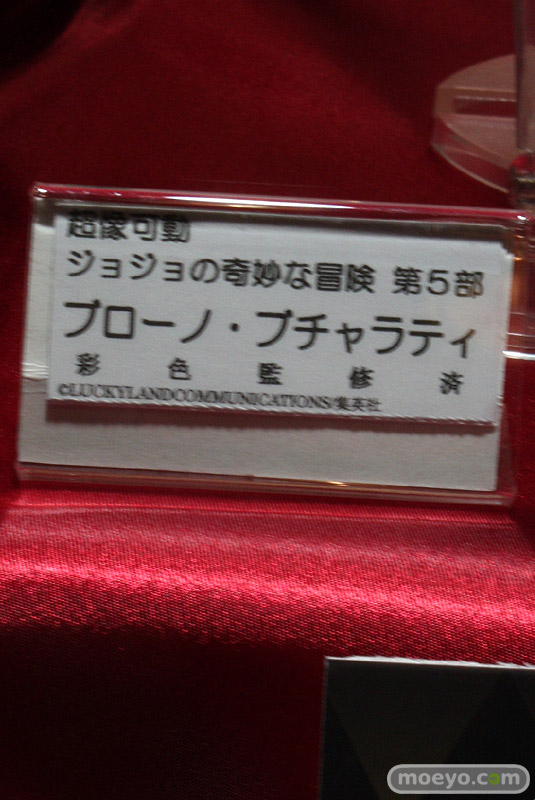 超像可動
ジョジョの奇妙な冒険 第5部
ブローノ・ブチャラティ
彩色監修済
©LUCKYLANDCOMMUNICATIONS/集英社
moeyo.com